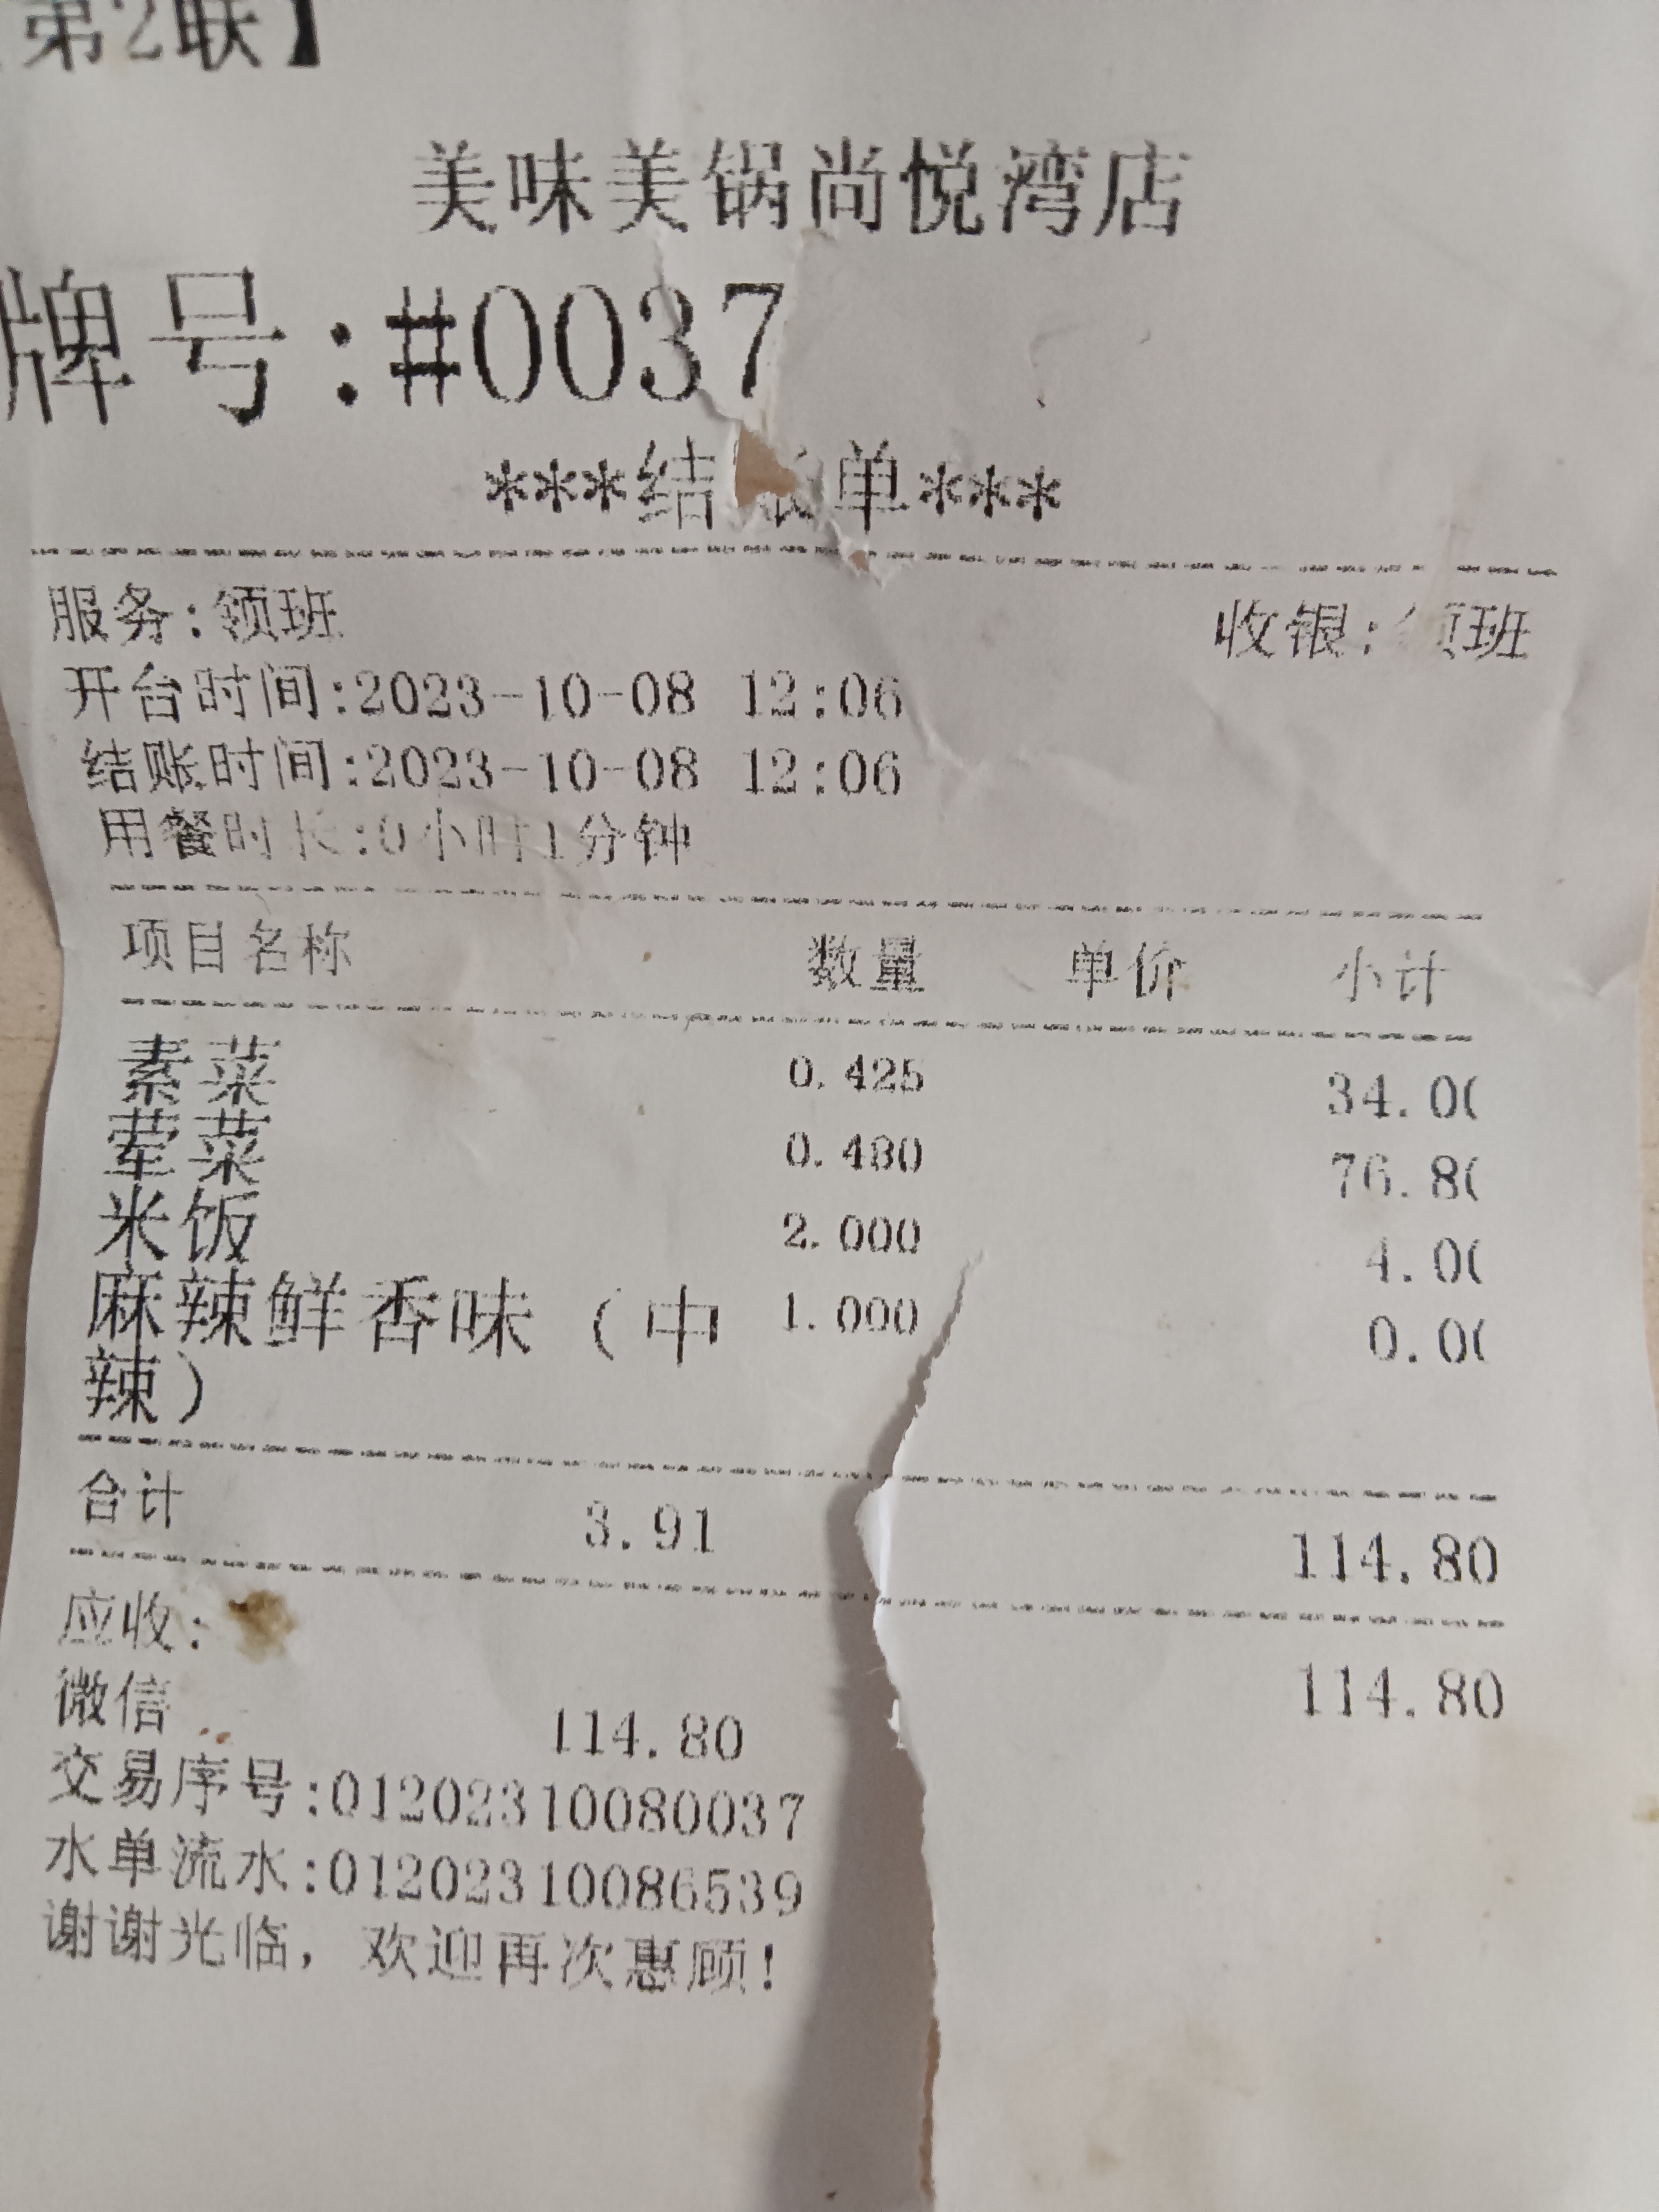 第2联】
美味美锅尚悦湾店
牌号:#0037
***结 单***
服务:领班 收银: 班
开台时间:2023-10-08 12:06
结账时间:2023-10-08 12:06
用餐时长:0小时1分钟
项目名称 数量 单价 小计
素菜 0.425 34.0
荤菜 0.480 76.8
米饭 2.000 4.0
麻辣鲜香味（中 1.000 0.0
辣）
合计 3.91 114.80
应收: 114.80
微信 114.80
交易序号:01202310080037
水单流水:01202310086539
谢谢光临，欢迎再次惠顾!